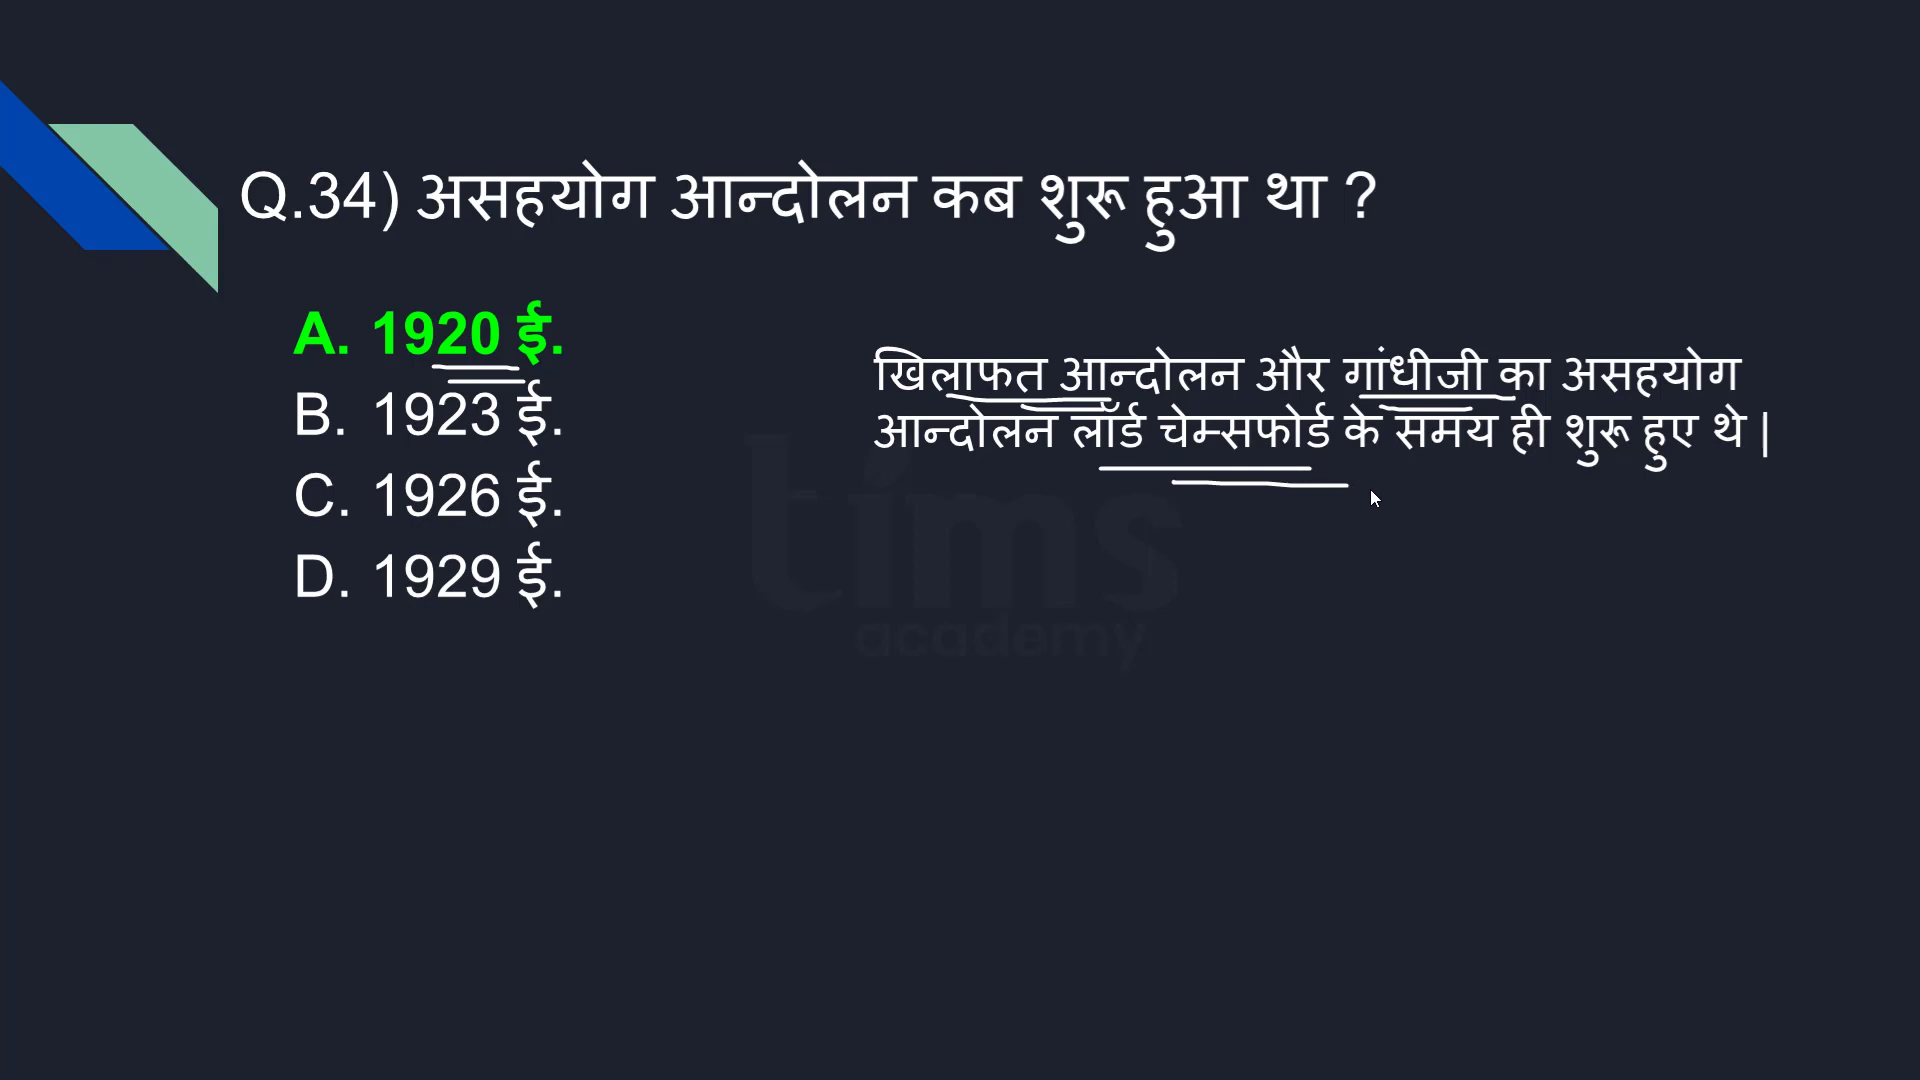 Q.34) असहयोग आन्दोलन कब शुरू हुआ था ?
A. 1920 ई.
B. 1923 ई.
C. 1926 ई.
D. 1929 ई.
खिलाफत आन्दोलन और गांधीजी का असहयोग
आन्दोलन लॉर्ड चेम्सफोर्ड के समय ही शुरू हुए थे |
tims
academy